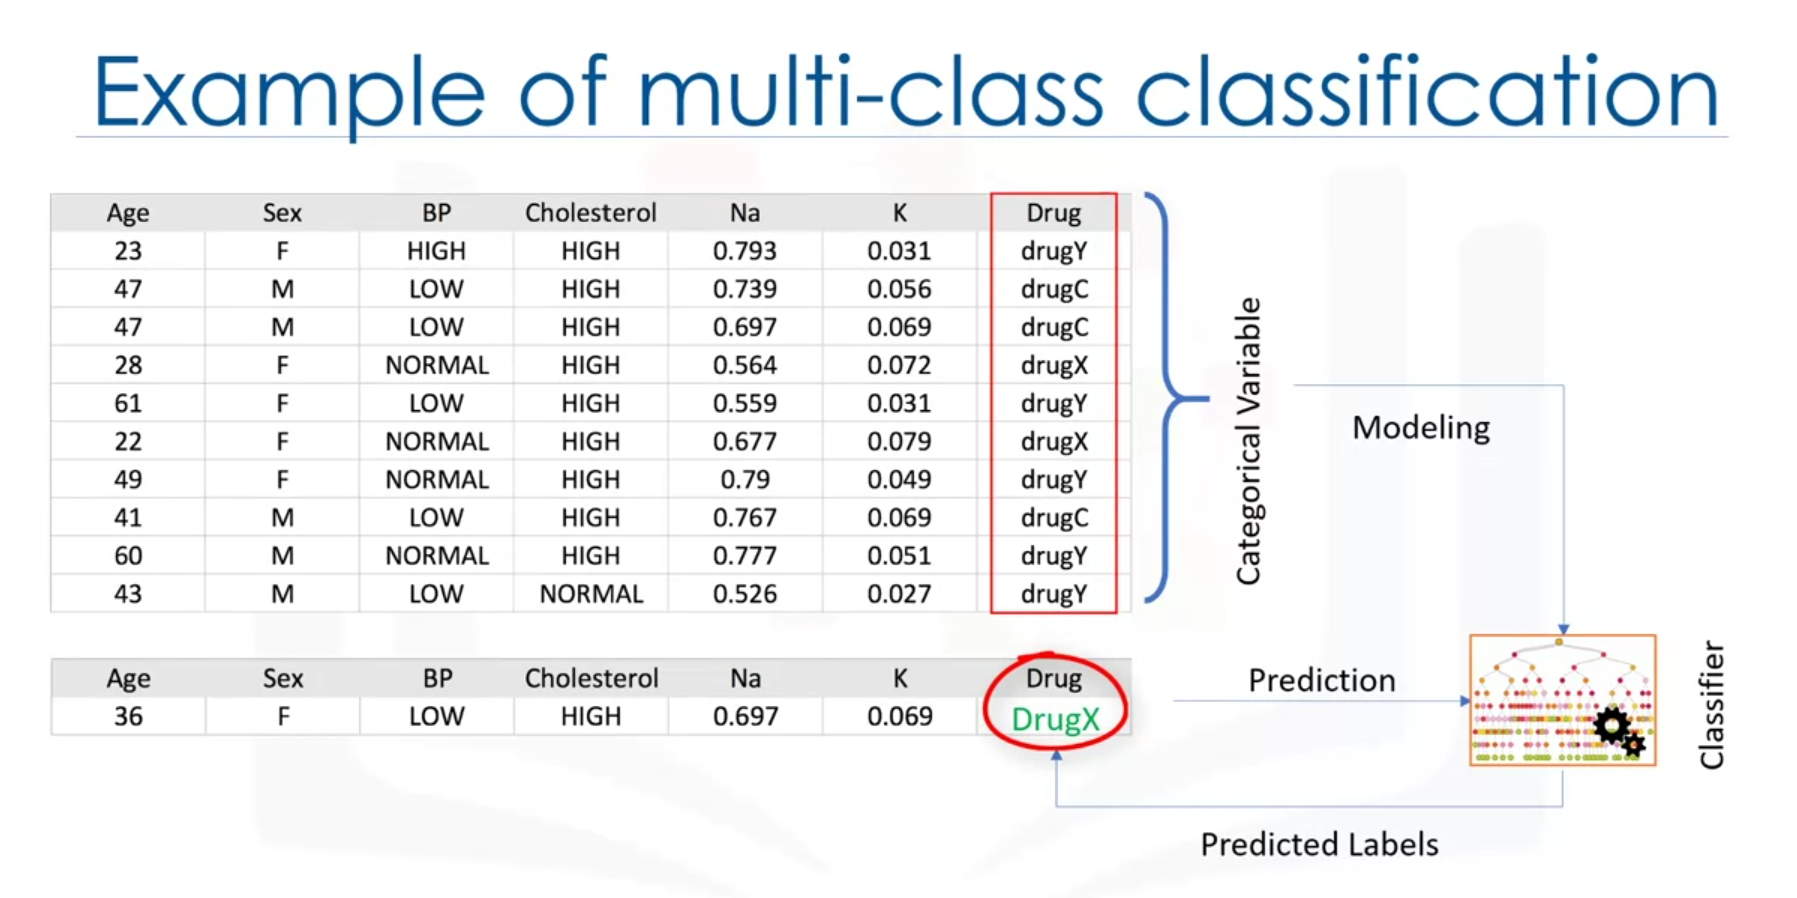 Example of multi-class classification
Age Sex BP Cholesterol Na K Drug
23 F HIGH HIGH 0.793 0.031 drugY
47 M LOW HIGH 0.739 0.056 drugC
47 M LOW HIGH 0.697 0.069 drugC
28 F NORMAL HIGH 0.564 0.072 drugX
61 F LOW HIGH 0.559 0.031 drugY
22 F NORMAL HIGH 0.677 0.079 drugX
49 F NORMAL HIGH 0.79 0.049 drugY
41 M LOW HIGH 0.767 0.069 drugC
60 M NORMAL HIGH 0.777 0.051 drugY
43 M LOW NORMAL 0.526 0.027 drugY
Categorical Variable
Modeling
Age Sex BP Cholesterol Na K Drug
36 F LOW HIGH 0.697 0.069 DrugX
Prediction
Classifier
Predicted Labels